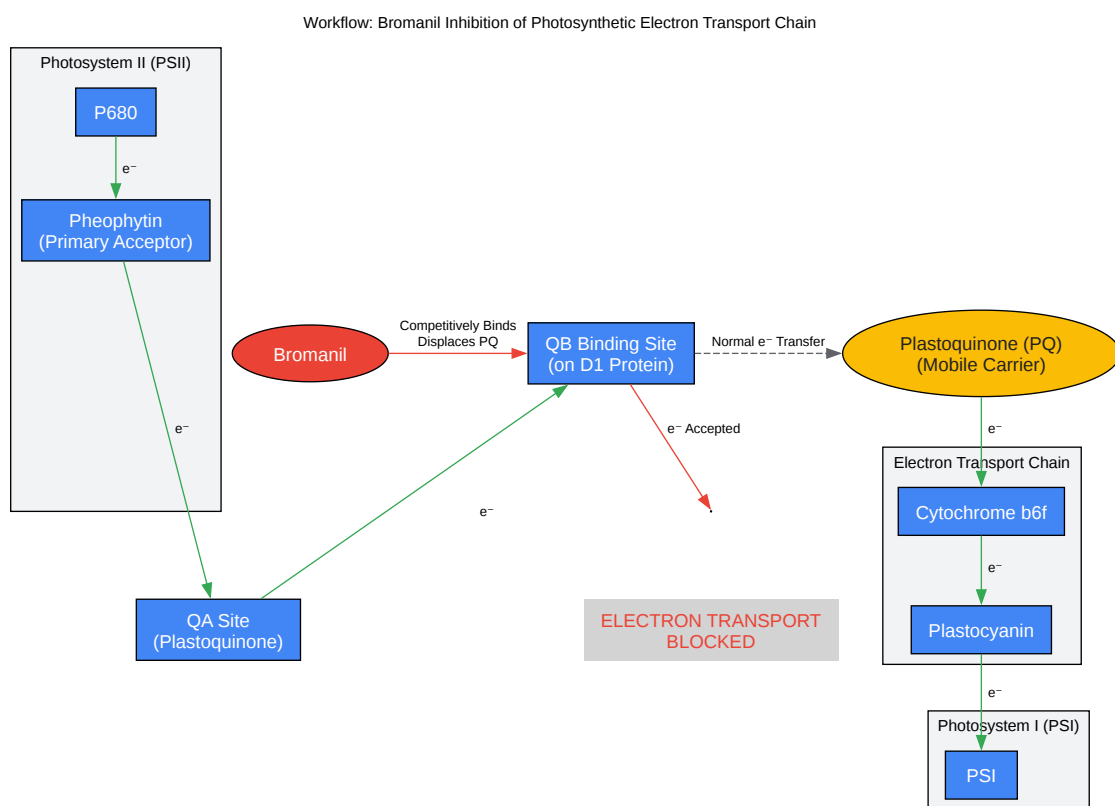 Workflow: Bromanil Inhibition of Photosynthetic Electron Transport Chain
Photosystem II (PSII)
P680
e⁻
Pheophytin
(Primary Acceptor)
e⁻
QA Site
(Plastoquinone)
e⁻
Bromanil
Competitively Binds
Displaces PQ
QB Binding Site
(on D1 Protein)
Normal e⁻ Transfer
Plastoquinone (PQ)
(Mobile Carrier)
e⁻ Accepted
ELECTRON TRANSPORT
BLOCKED
e⁻
Electron Transport Chain
Cytochrome b6f
e⁻
Plastocyanin
e⁻
Photosystem I (PSI)
PSI